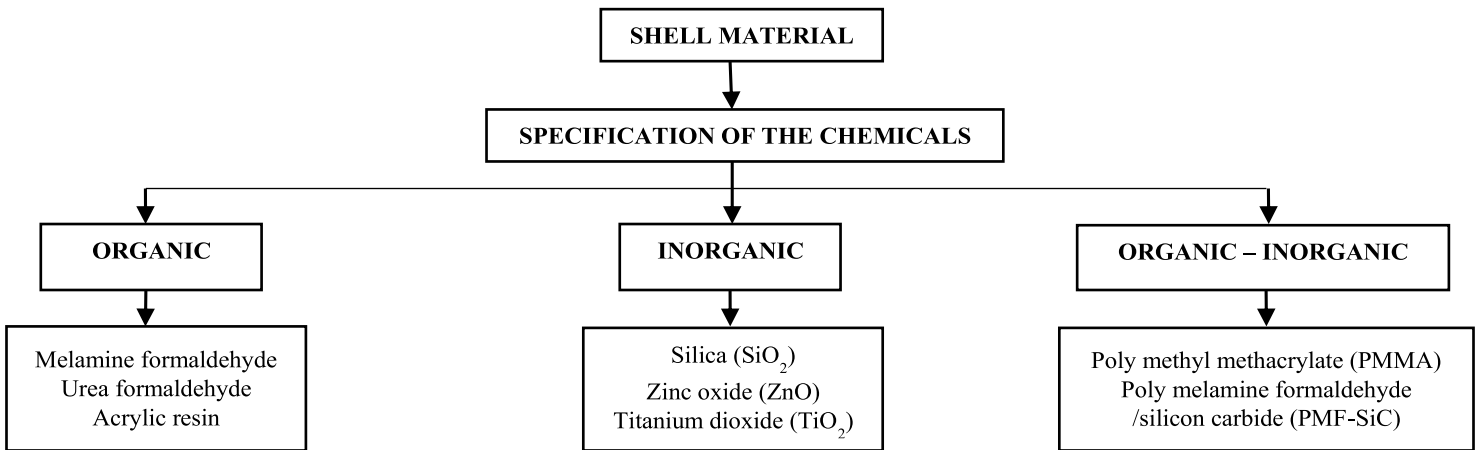 SHELL MATERIAL
SPECIFICATION OF THE CHEMICALS
ORGANIC
INORGANIC
ORGANIC – INORGANIC
Melamine formaldehyde
Urea formaldehyde
Acrylic resin
Silica (SiO₂)
Zinc oxide (ZnO)
Titanium dioxide (TiO₂)
Poly methyl methacrylate (PMMA)
Poly melamine formaldehyde
/silicon carbide (PMF-SiC)